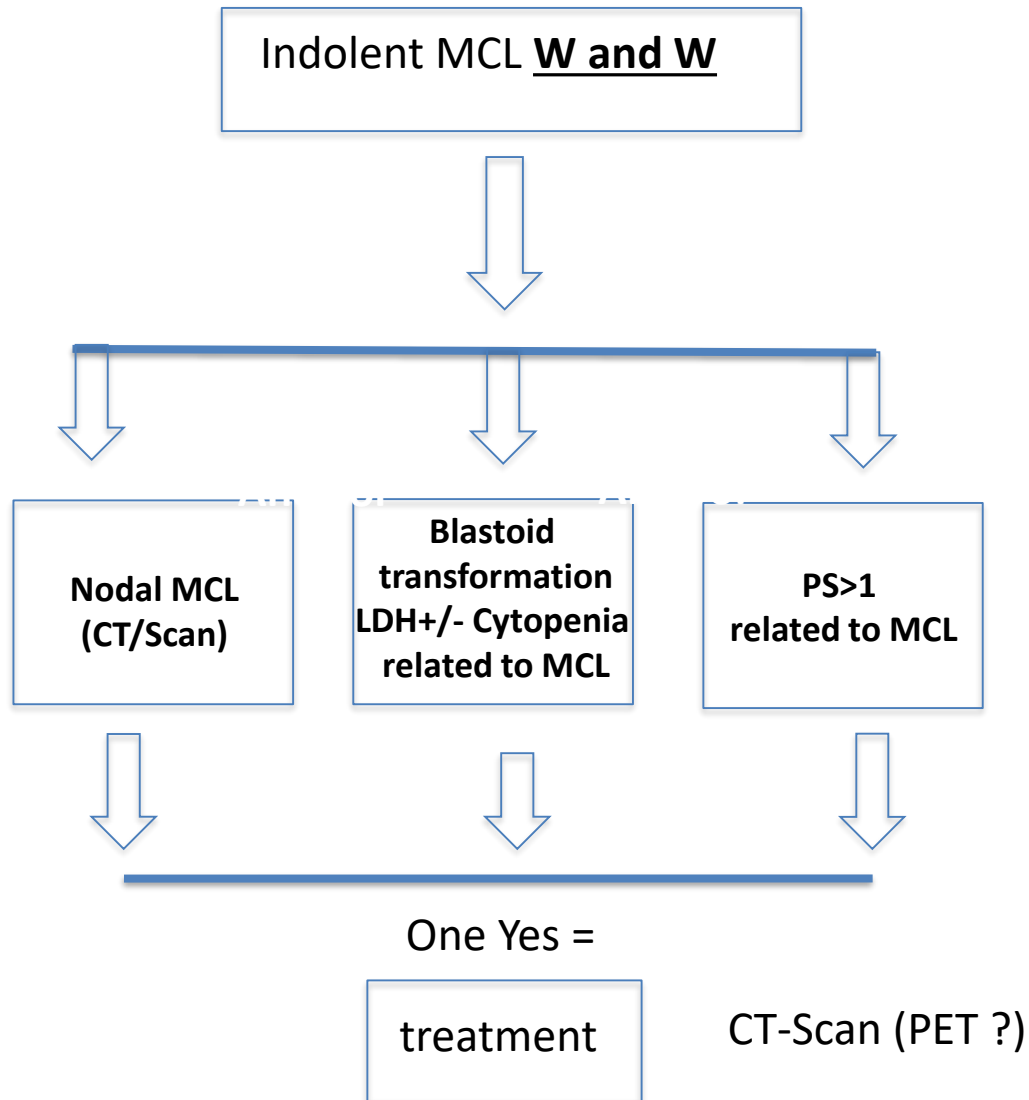 Indolent MCL W and W
Nodal MCL
(CT/Scan)
Blastoid
transformation
LDH+/- Cytopenia
related to MCL
PS>1
related to MCL
One Yes =
treatment
CT-Scan (PET ?)